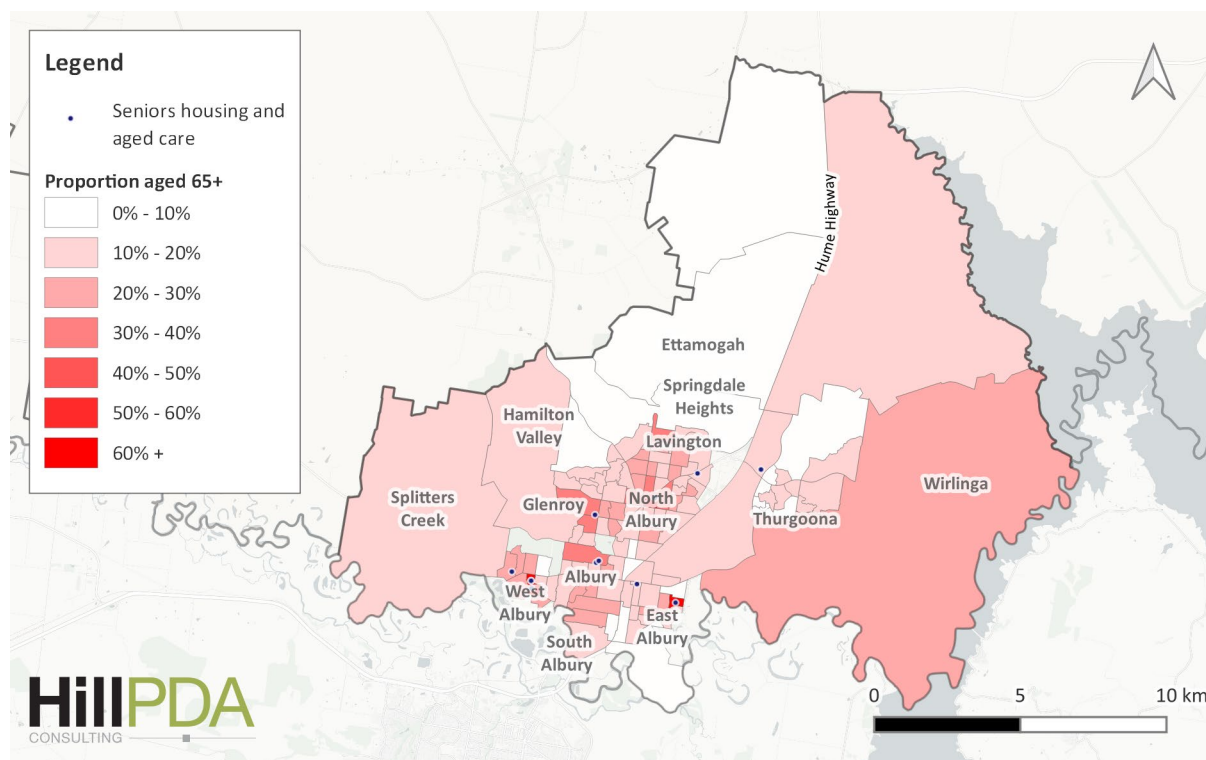 Legend
Seniors housing and
aged care
Proportion aged 65+
0% - 10%
10% - 20%
20% - 30%
30% - 40%
40% - 50%
50% - 60%
60% +
Hume Highway
Ettamogah
Springdale
Heights
Hamilton
Valley
Lavington
Splitters
Creek
Glenroy
North
Albury
Thurgoona
Wirlinga
Albury
West
Albury
East
Albury
South
Albury
HillPDA
CONSULTING
0 5 10 km